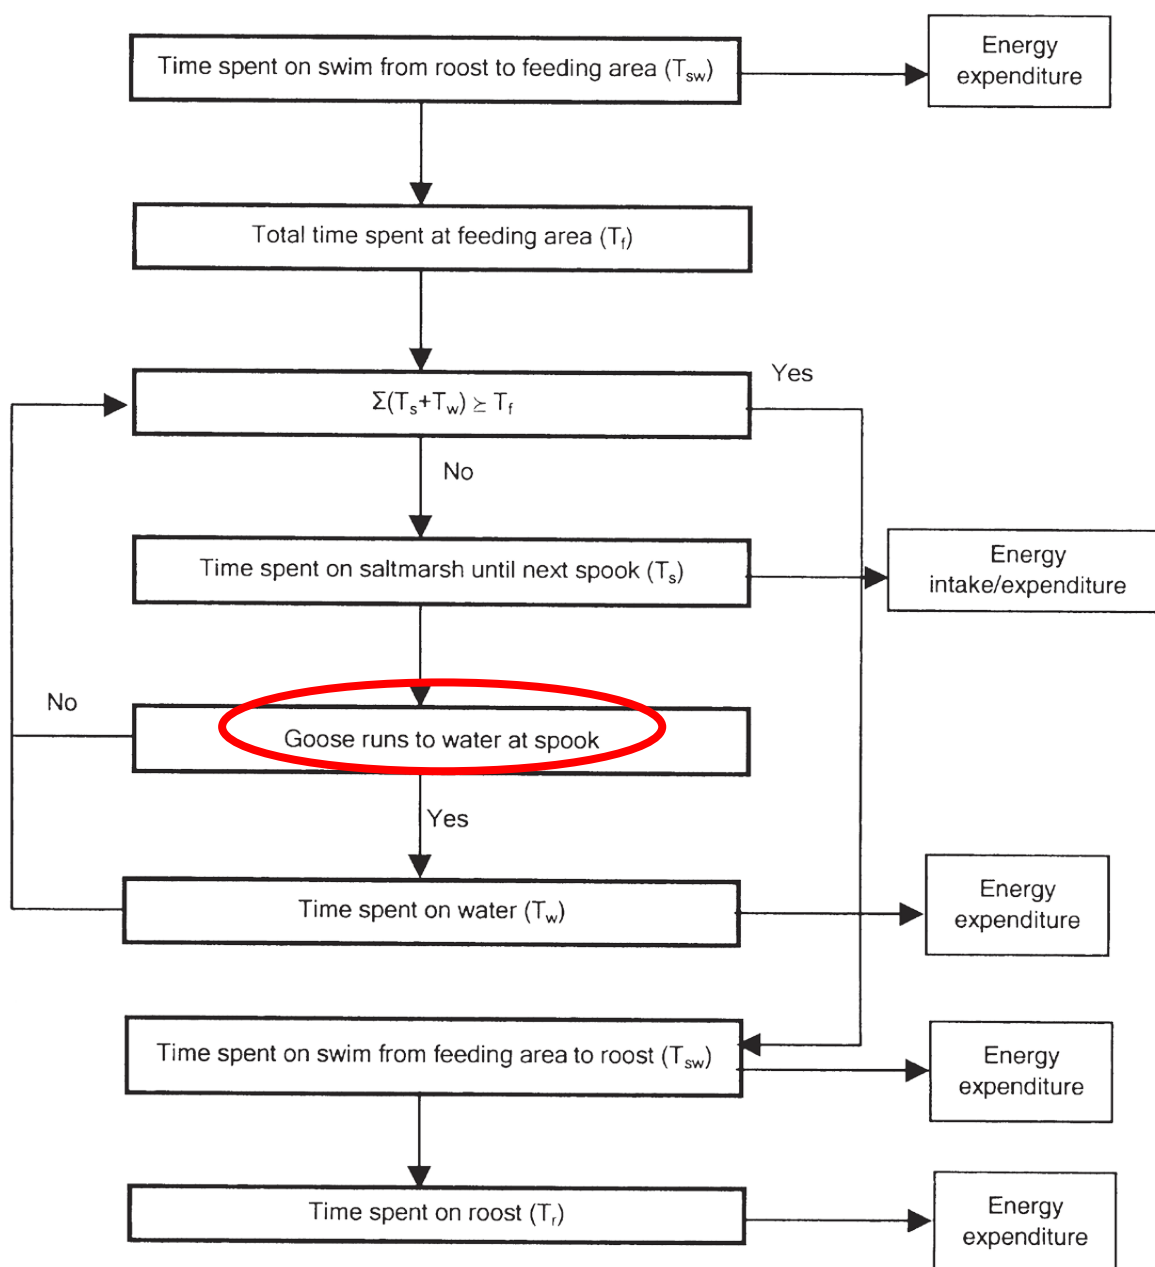 Time spent on swim from roost to feeding area (Tsw)
Energy
expenditure
Total time spent at feeding area (Tf)
Yes
Σ(Ts+Tw) ≥ Tf
No
Time spent on saltmarsh until next spook (Ts)
Energy
intake/expenditure
No
Goose runs to water at spook
Yes
Time spent on water (Tw)
Energy
expenditure
Time spent on swim from feeding area to roost (Tsw)
Energy
expenditure
Time spent on roost (Tr)
Energy
expenditure